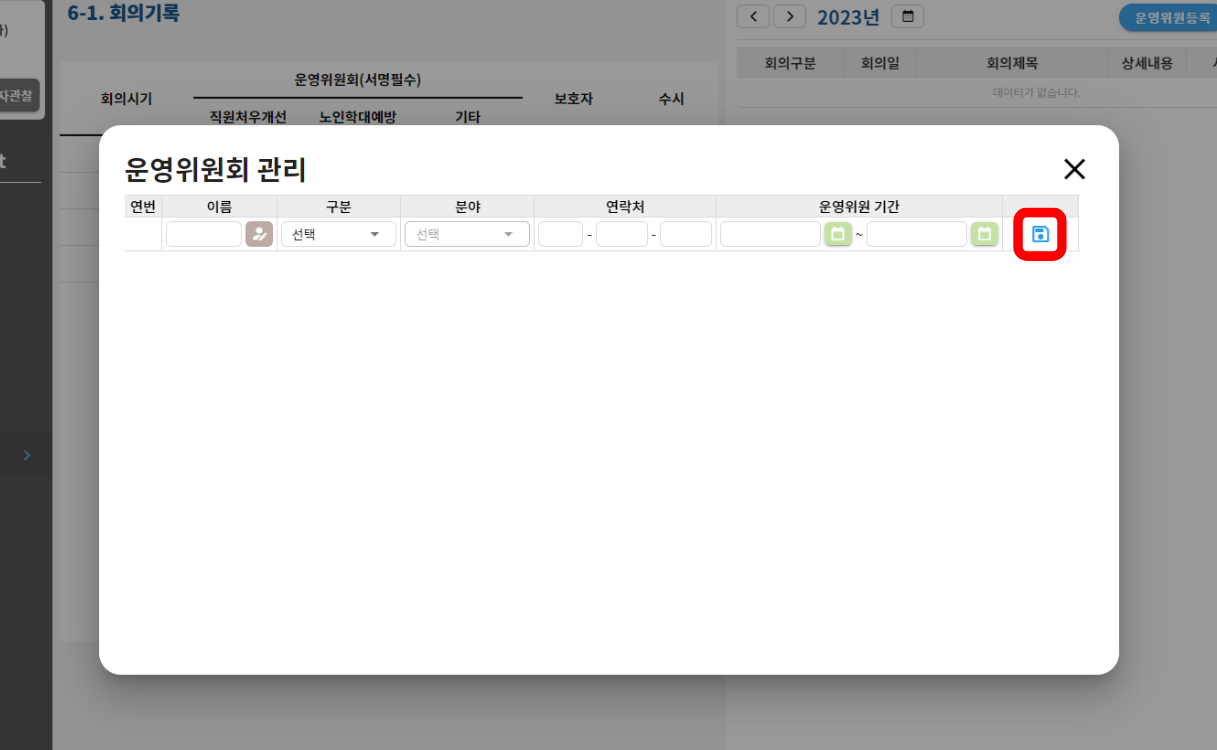 6-1. 회의기록
2023년
운영위원등록
회의시기
운영위원회(서명필수)
직원처우개선 노인학대예방 기타
보호자
수시
회의구분 회의일 회의제목 상세내용
데이터가 없습니다.
자관찰
t
운영위원회 관리
연번 이름 구분 분야 연락처 운영위원 기간
선택 선택 - - ~